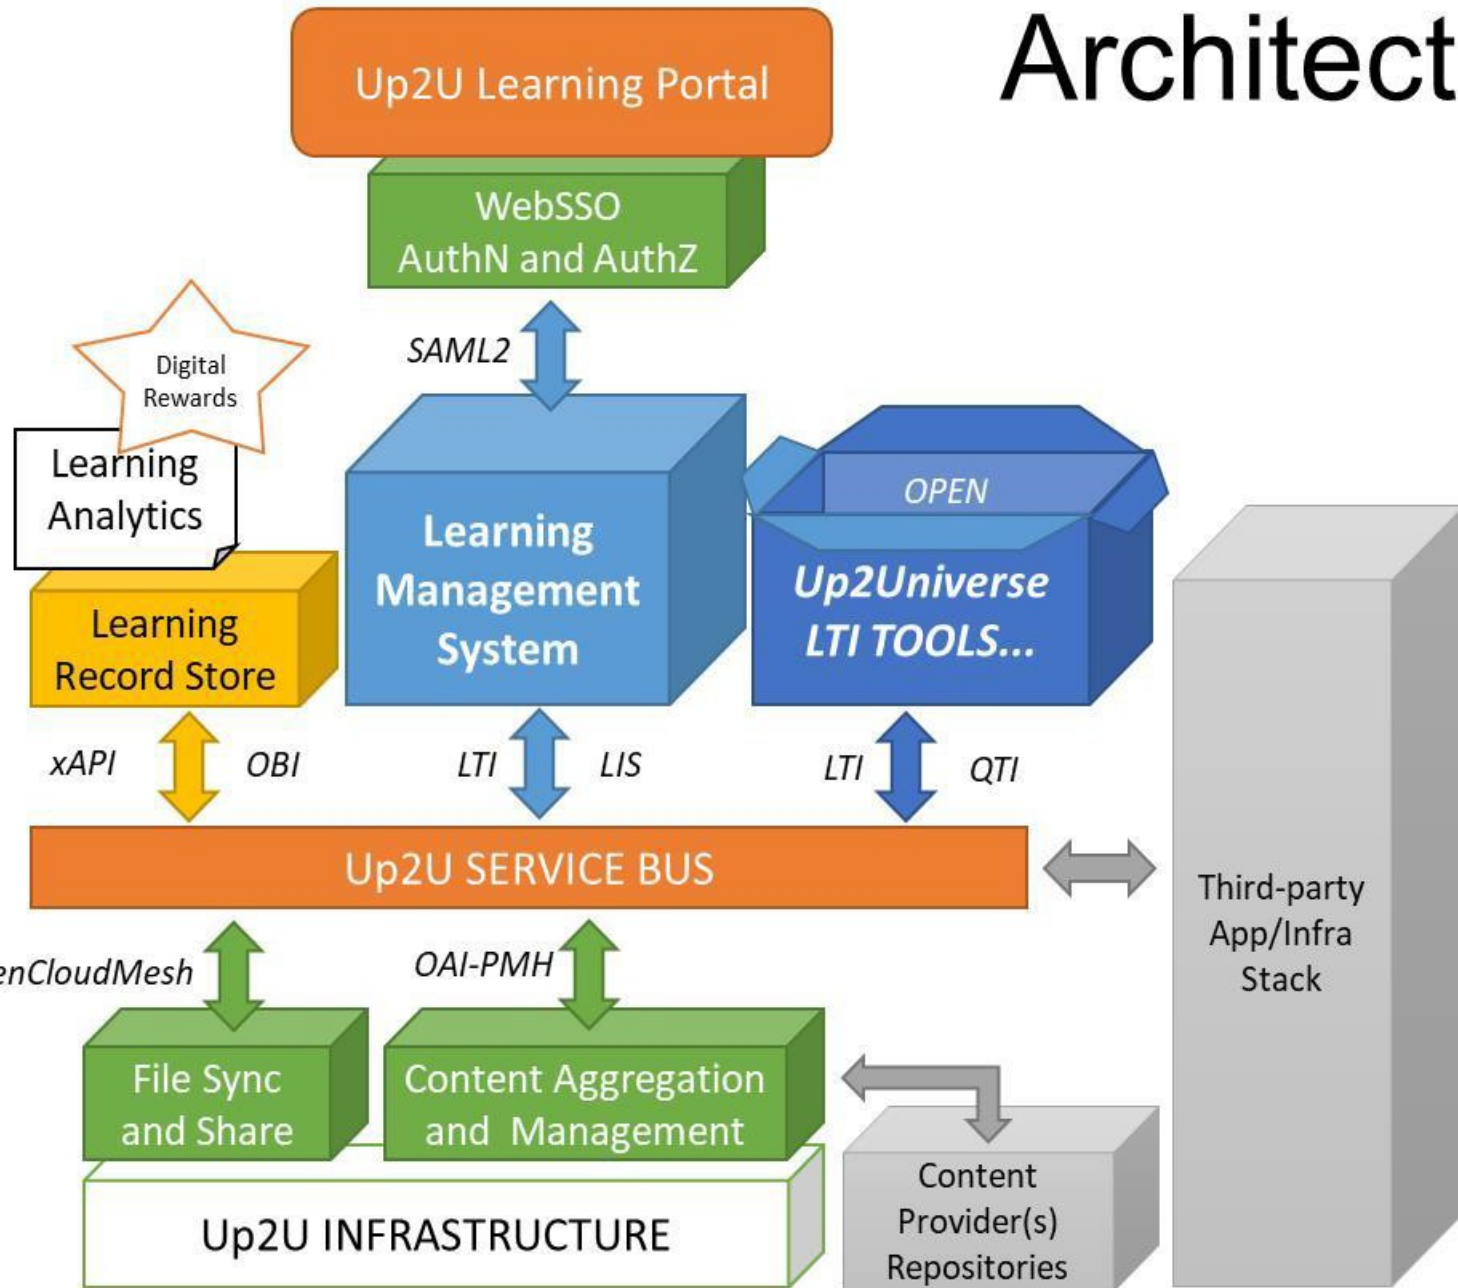 Architect
Up2U Learning Portal
WebSSO
AuthN and AuthZ
SAML2
Digital
Rewards
Learning
Analytics
Learning
Record Store
Learning
Management
System
OPEN
Up2Universe
LTI TOOLS...
xAPI
OBI
LTI
LIS
LTI
QTI
Up2U SERVICE BUS
Third-party
App/Infra
Stack
enCloudMesh
OAI-PMH
File Sync
and Share
Content Aggregation
and Management
Content
Provider(s)
Repositories
Up2U INFRASTRUCTURE